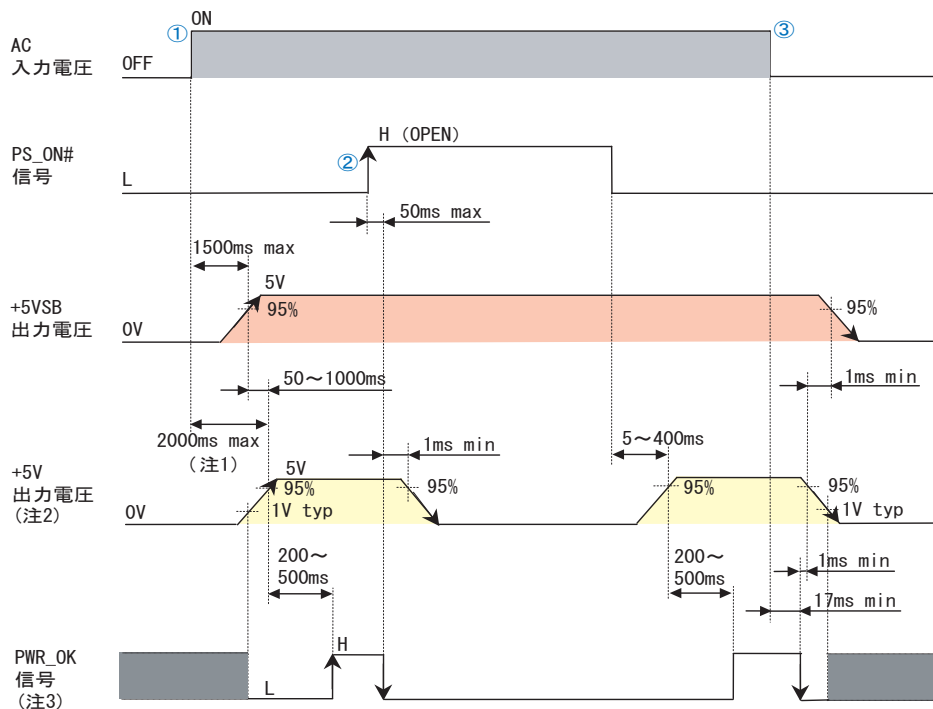 ON
①
③
AC
入力電圧
OFF
H (OPEN)
PS_ON#
信号
②
L
50ms max
1500ms max
5V
+5VSB
出力電圧
95%
95%
0V
50～1000ms
1ms min
2000ms max
(注1)
1ms min
5～400ms
+5V
出力電圧
(注2)
5V
95%
95%
95%
95%
1V typ
1V typ
0V
200～
500ms
200～
500ms
1ms min
17ms min
PWR_OK
信号
(注3)
H
L